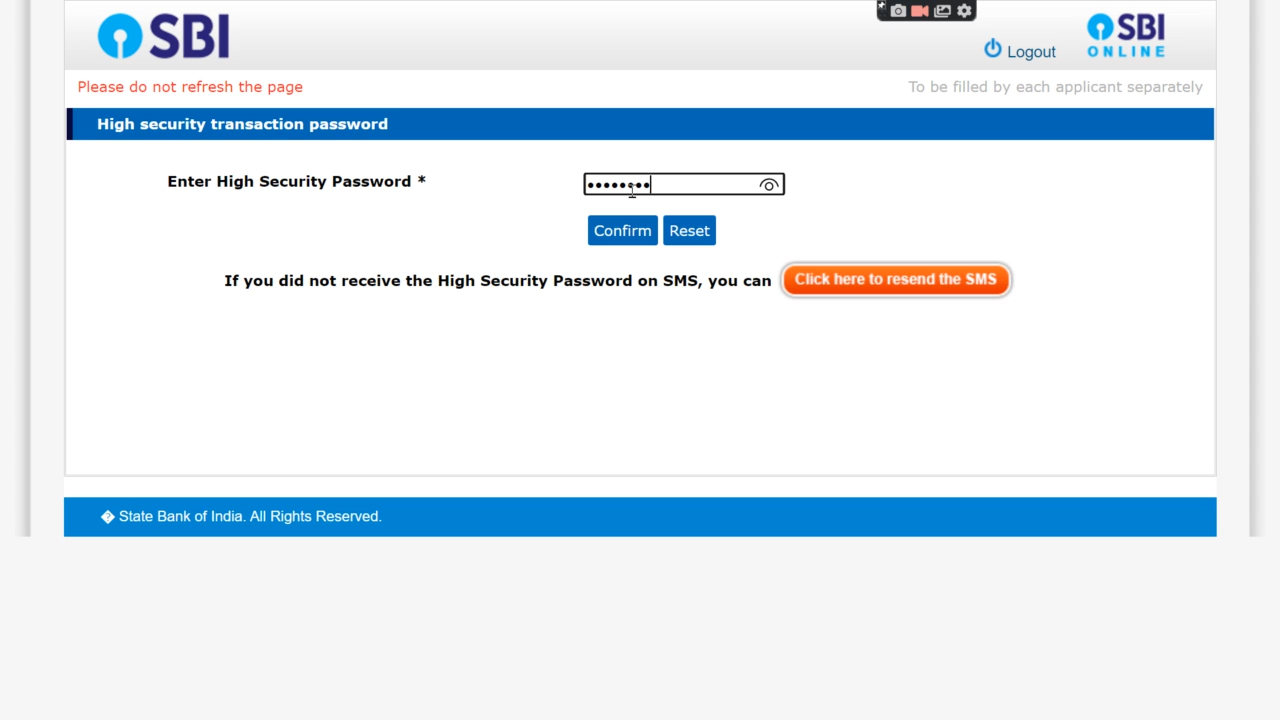 SBI
Logout
SBI
ONLINE
Please do not refresh the page
To be filled by each applicant separately
High security transaction password
Enter High Security Password *
••••••••
Confirm Reset
If you did not receive the High Security Password on SMS, you can Click here to resend the SMS
� State Bank of India. All Rights Reserved.